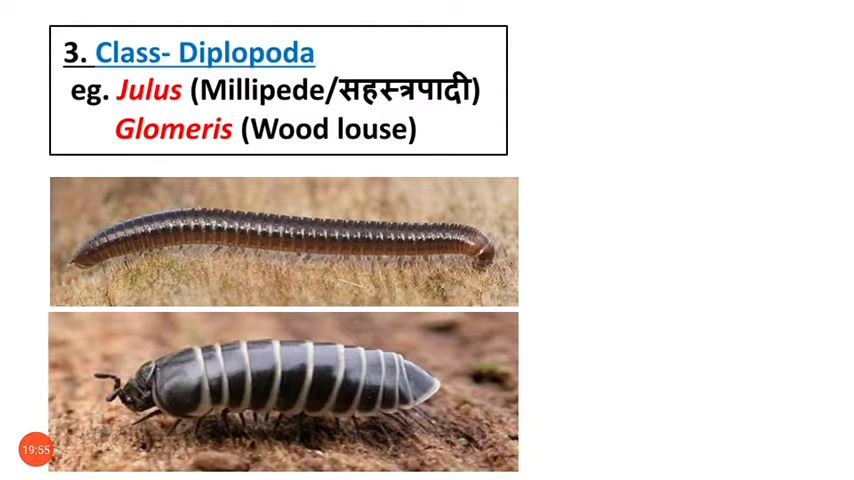 3. Class- Diplopoda
eg. Julus (Millipede/सहस्त्रपादी)
Glomeris (Wood louse)
19:55